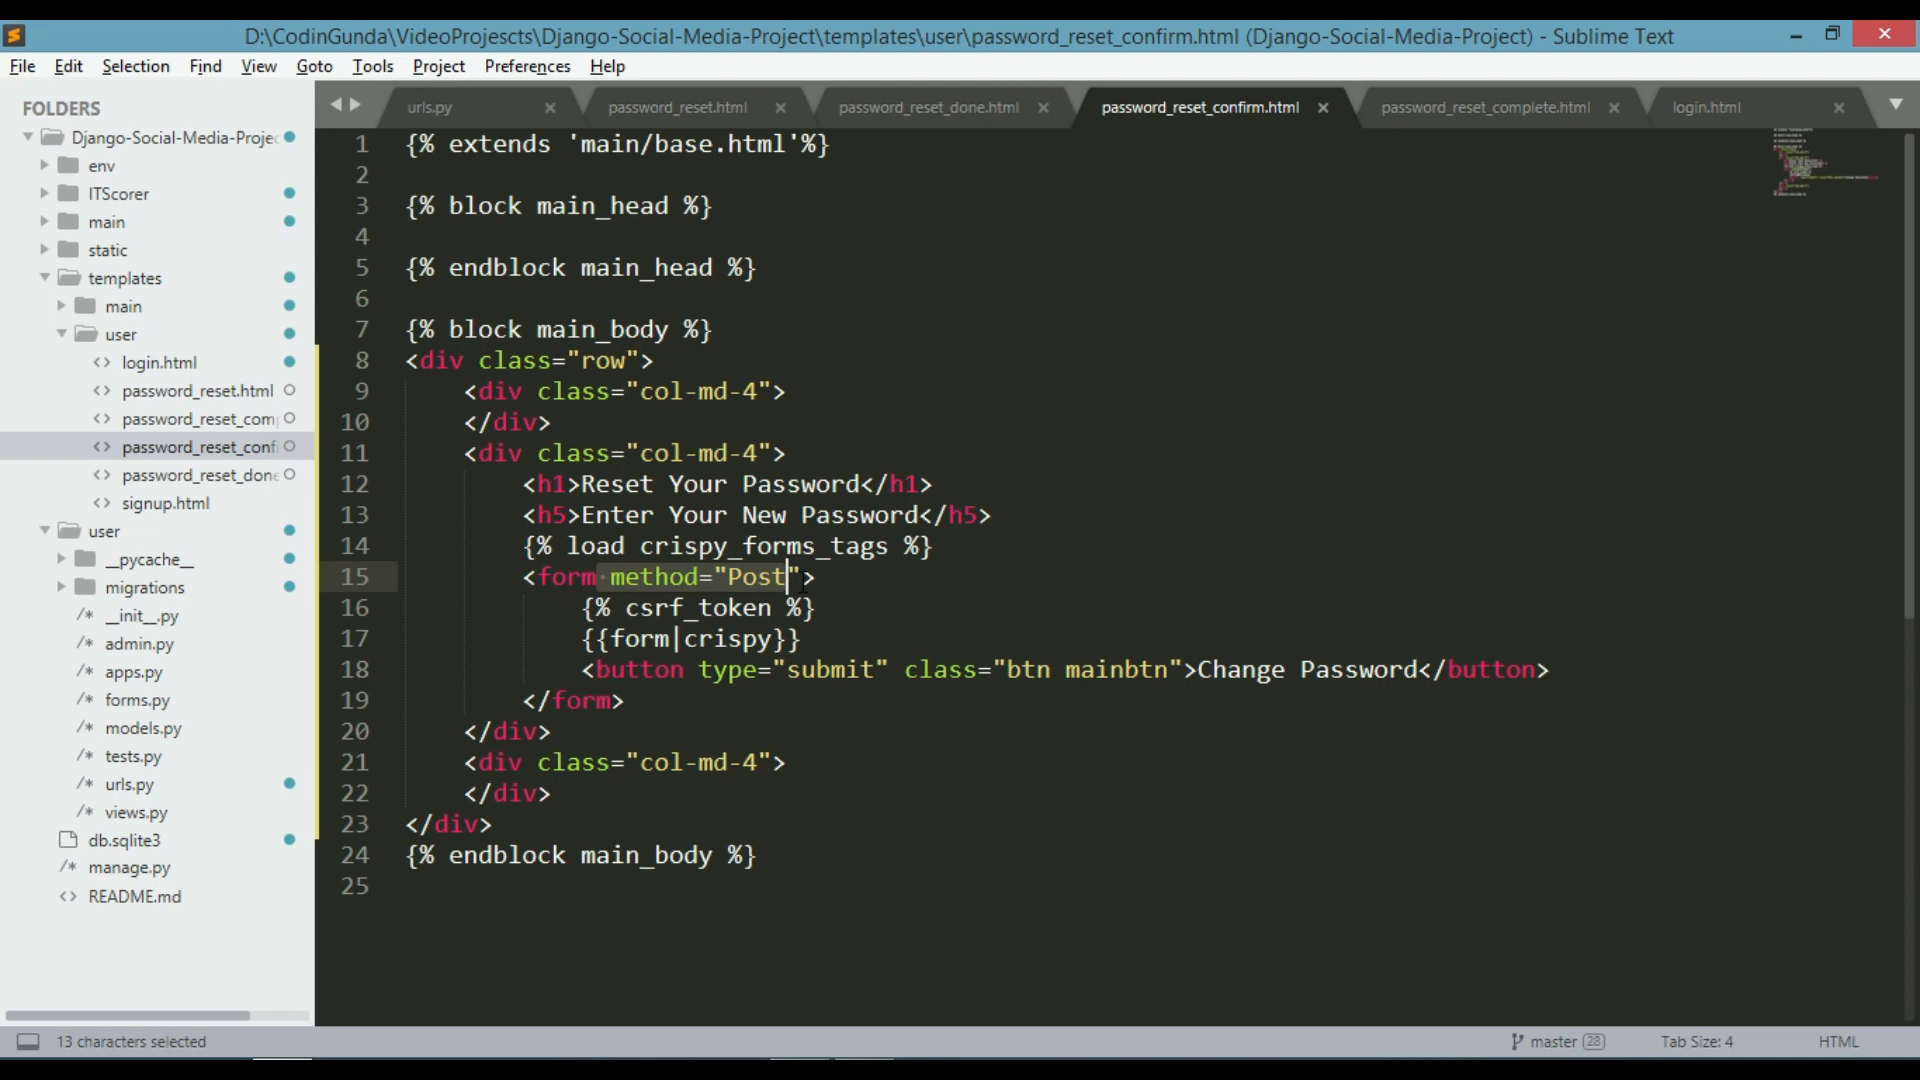 D:\CodinGunda\VideoProjescts\Django-Social-Media-Project\templates\user\password_reset_confirm.html (Django-Social-Media-Project) - Sublime Text
File Edit Selection Find View Goto Tools Project Preferences Help
FOLDERS
Django-Social-Media-Projec
env
ITScorer
main
static
templates
main
user
login.html
password_reset.html
password_reset_com
password_reset_confi
password_reset_done
signup.html
user
__pycache__
migrations
/* __init__.py
/* admin.py
/* apps.py
/* forms.py
/* models.py
/* tests.py
/* urls.py
/* views.py
db.sqlite3
/* manage.py
<> README.md
urls.py password_reset.html password_reset_done.html password_reset_confirm.html password_reset_complete.html login.html
1 {% extends 'main/base.html'%}
2
3 {% block main_head %}
4
5 {% endblock main_head %}
6
7 {% block main_body %}
8 <div class="row">
9 <div class="col-md-4">
10 </div>
11 <div class="col-md-4">
12 <h1>Reset Your Password</h1>
13 <h5>Enter Your New Password</h5>
14 {% load crispy_forms_tags %}
15 <form method="Post">
16 {% csrf_token %}
17 {{form|crispy}}
18 <button type="submit" class="btn mainbtn">Change Password</button>
19 </form>
20 </div>
21 <div class="col-md-4">
22 </div>
23 </div>
24 {% endblock main_body %}
25
13 characters selected
master 28
Tab Size: 4
HTML